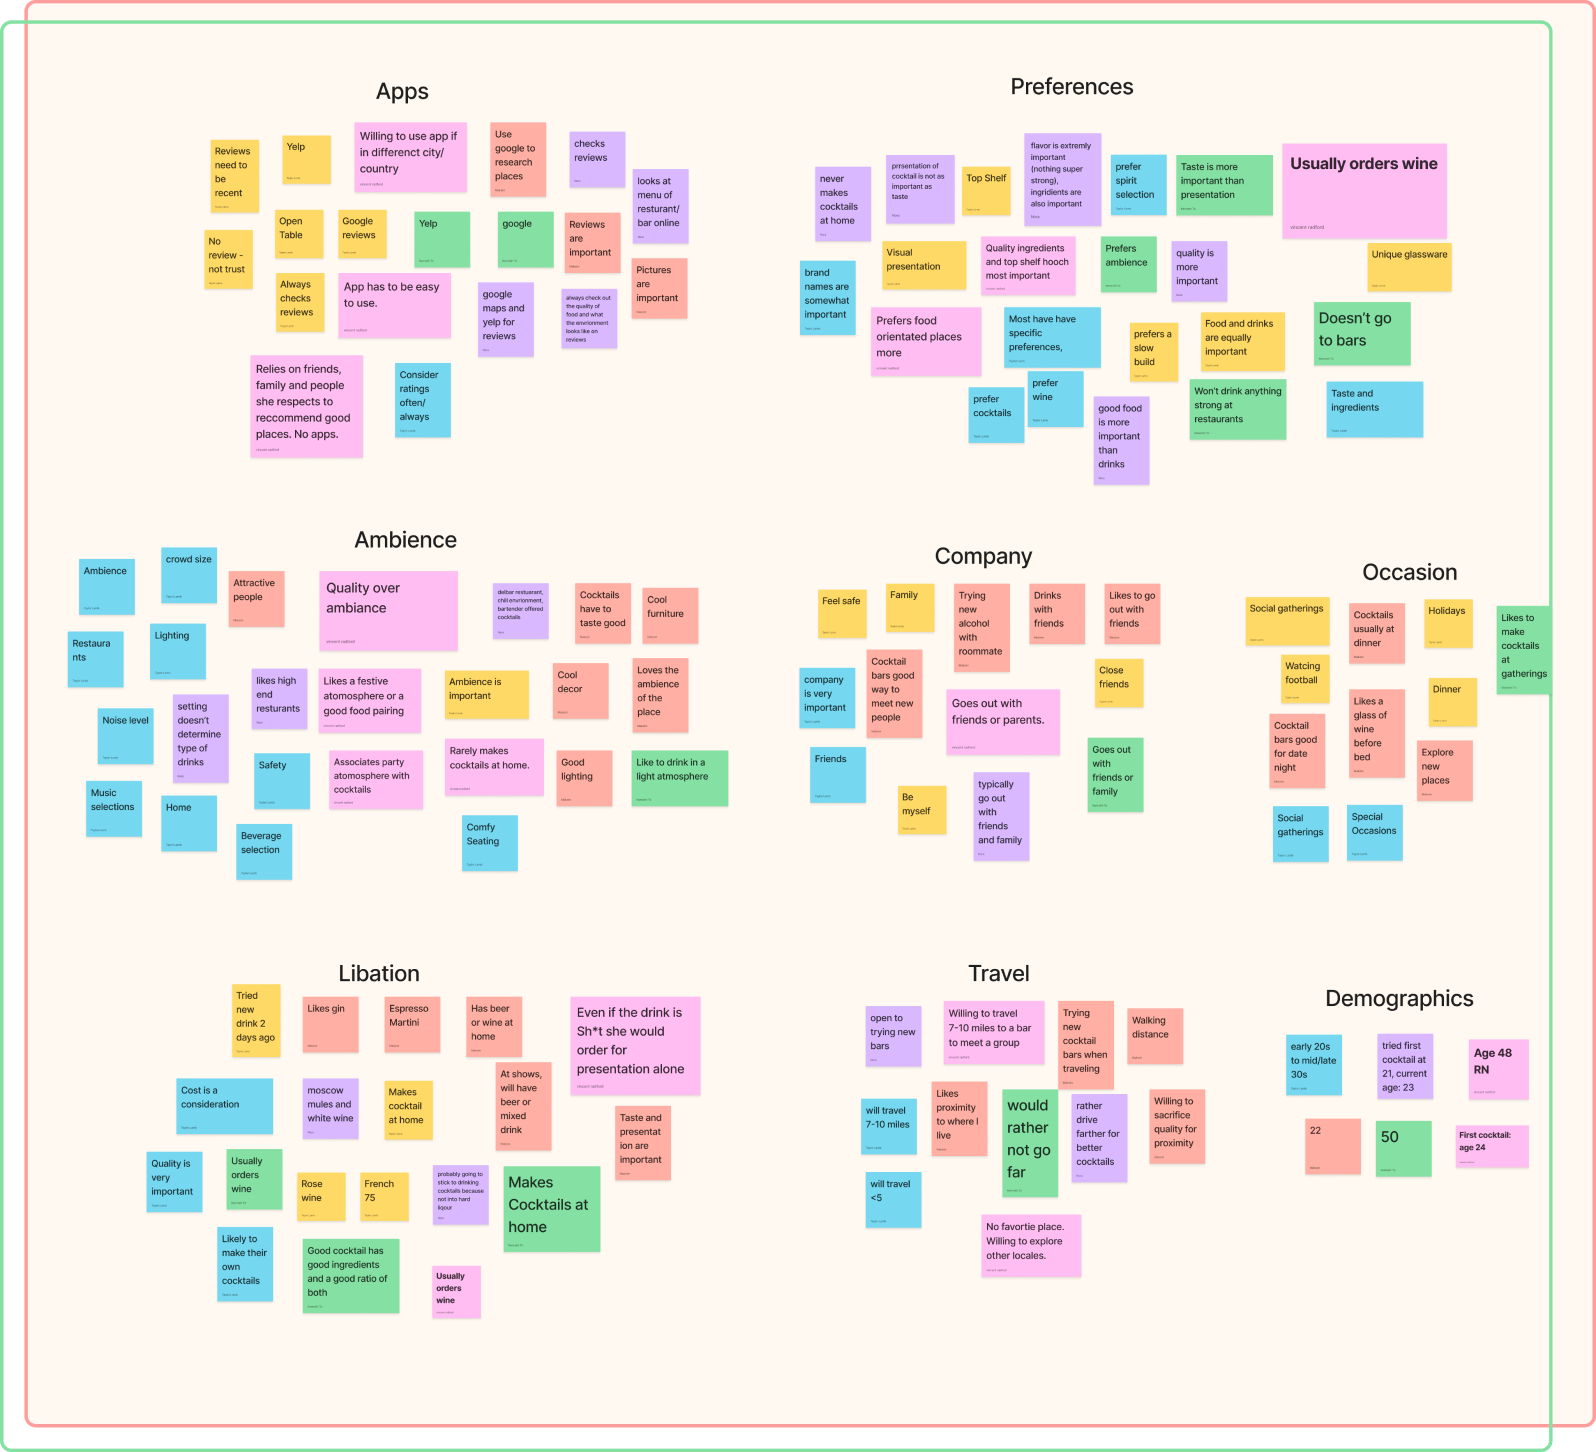 Apps
Reviews
need to
be
recent
Yelp
Willing to use app if
in differenct city/
country
Use
google to
research
places
checks
reviews
looks at
menu of
resturant/
bar online
No
review -
not trust
Open
Table
Google
reviews
Yelp
google
Reviews
are
important
Pictures
are
important
Always
checks
reviews
App has to be easy
to use.
google
maps and
yelp for
reviews
always check out
the quality of
food and what
the envrionment
looks like on
reviews
Relies on friends,
family and people
she respects to
reccommend good
places. No apps.
Consider
ratings
often/
always
Preferences
never
makes
cocktails
at home
prrsentation of
cocktail is not as
important as
taste
Top Shelf
flavor is extremly
important
(nothing super
strong),
ingridients are
also important
prefer
spirit
selection
Taste is more
important than
presentation
Usually orders wine
brand
names are
somewhat
important
Visual
presentation
Quality ingredients
and top shelf hooch
most important
Prefers
ambience
quality is
more
important
Unique glassware
Prefers food
orientated places
more
Most have have
specific
preferences,
prefers a
slow
build
Food and drinks
are equally
important
Doesn't go
to bars
prefer
cocktails
prefer
wine
good food
is more
important
than
drinks
Won't drink anything
strong at
restaurants
Taste and
ingredients
Ambience
Ambience
crowd size
Attractive
people
Quality over
ambiance
delbar restuarant,
chill envrionment,
bartender offered
cocktails
Cocktails
have to
taste good
Cool
furniture
Restaura
nts
Lighting
likes high
end
resturants
Likes a festive
atomosphere or a
good food pairing
Ambience is
important
Cool
decor
Loves the
ambience
of the
place
Noise level
setting
doesn't
determine
type of
drinks
Safety
Associates party
atomosphere with
cocktails
Rarely makes
cocktails at home.
Good
lighting
Like to drink in a
light atmosphere
Music
selections
Home
Beverage
selection
Comfy
Seating
Company
Feel safe
Family
Trying
new
alcohol
with
roommate
Drinks
with
friends
Likes to go
out with
friends
company
is very
important
Cocktail
bars good
way to
meet new
people
Goes out with
friends or parents.
Close
friends
Friends
Be
myself
typically
go out
with
friends
and family
Goes out
with
friends or
family
Occasion
Social gatherings
Cocktails
usually at
dinner
Holidays
Likes to
make
cocktails
at
gatherings
Watcing
football
Likes a
glass of
wine
before
bed
Dinner
Cocktail
bars good
for date
night
Explore
new
places
Social
gatherings
Special
Occasions
Libation
Tried
new
drink 2
days ago
Likes gin
Espresso
Martini
Has beer
or wine at
home
Even if the drink is
Sh*t she would
order for
presentation alone
Cost is a
consideration
moscow
mules and
white wine
Makes
cocktail
at home
At shows,
will have
beer or
mixed
drink
Taste and
presentat
ion are
important
Quality is
very
important
Usually
orders
wine
Rose
wine
French
75
probably going to
stick to drinking
cocktails because
not into hard
liqour
Makes
Cocktails at
home
Likely to
make their
own
cocktails
Good cocktail has
good ingredients
and a good ratio of
both
Usually
orders
wine
Travel
open to
trying new
bars
Willing to travel
7-10 miles to a bar
to meet a group
Trying
new
cocktail
bars when
traveling
Walking
distance
will travel
7-10 miles
Likes
proximity
to where I
live
would
rather
not go
far
rather
drive
farther for
better
cocktails
Willing to
sacrifice
quality for
proximity
will travel
<5
No favortie place.
Willing to explore
other locales.
Demographics
early 20s
to mid/late
30s
tried first
cocktail at
21, current
age: 23
Age 48
RN
22
50
First cocktail:
age 24